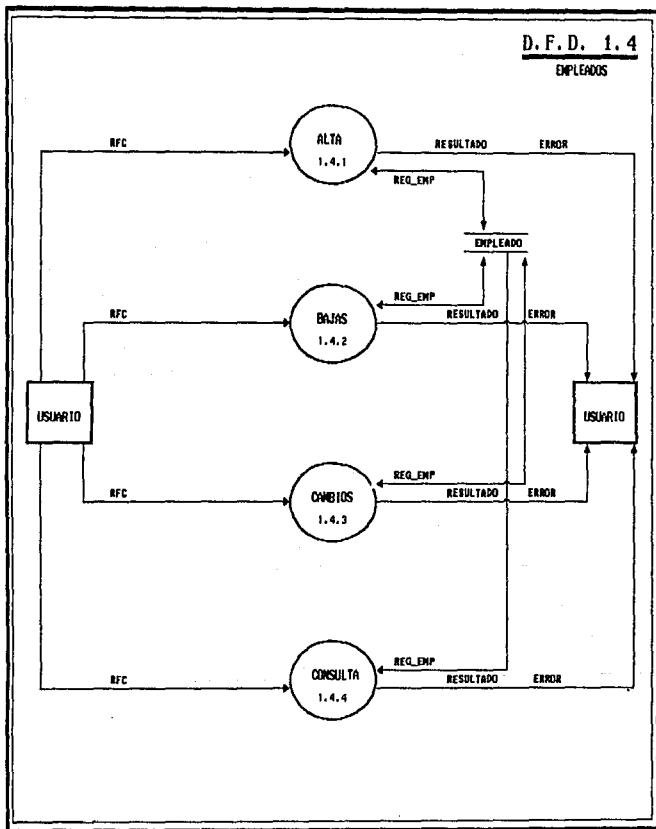 D.F.D. 1.4
EMPLEADOS
ALTA
1.4.1
RFC
RESULTADO ERROR
REG_EMP
EMPLEADO
REG_EMP
RFC
BAJAS
1.4.2
RESULTADO ERROR
USUARIO
USUARIO
REG_EMP
RFC
CAMBIOS
1.4.3
RESULTADO ERROR
REG_EMP
RFC
CONSULTA
1.4.4
RESULTADO ERROR